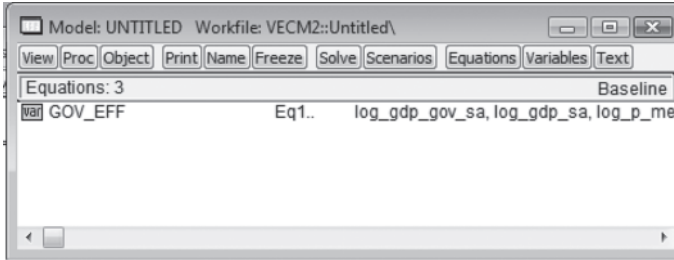 Model: UNTITLED Workfile: VECM2::Untitled\
View Proc Object Print Name Freeze Solve Scenarios Equations Variables Text
Equations: 3 Baseline
var GOV_EFF Eq1.. log_gdp_gov_sa, log_gdp_sa, log_p_me